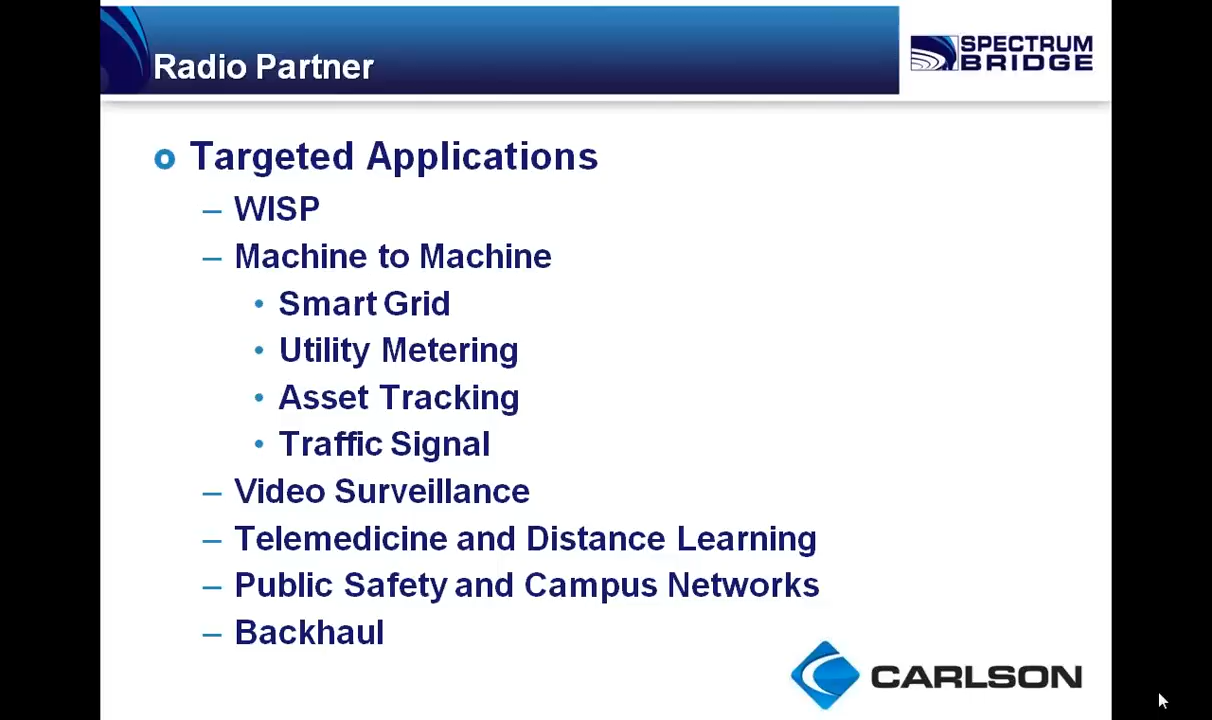 Radio Partner
SPECTRUM
BRIDGE
Targeted Applications
– WISP
– Machine to Machine
• Smart Grid
• Utility Metering
• Asset Tracking
• Traffic Signal
– Video Surveillance
– Telemedicine and Distance Learning
– Public Safety and Campus Networks
– Backhaul
CARLSON